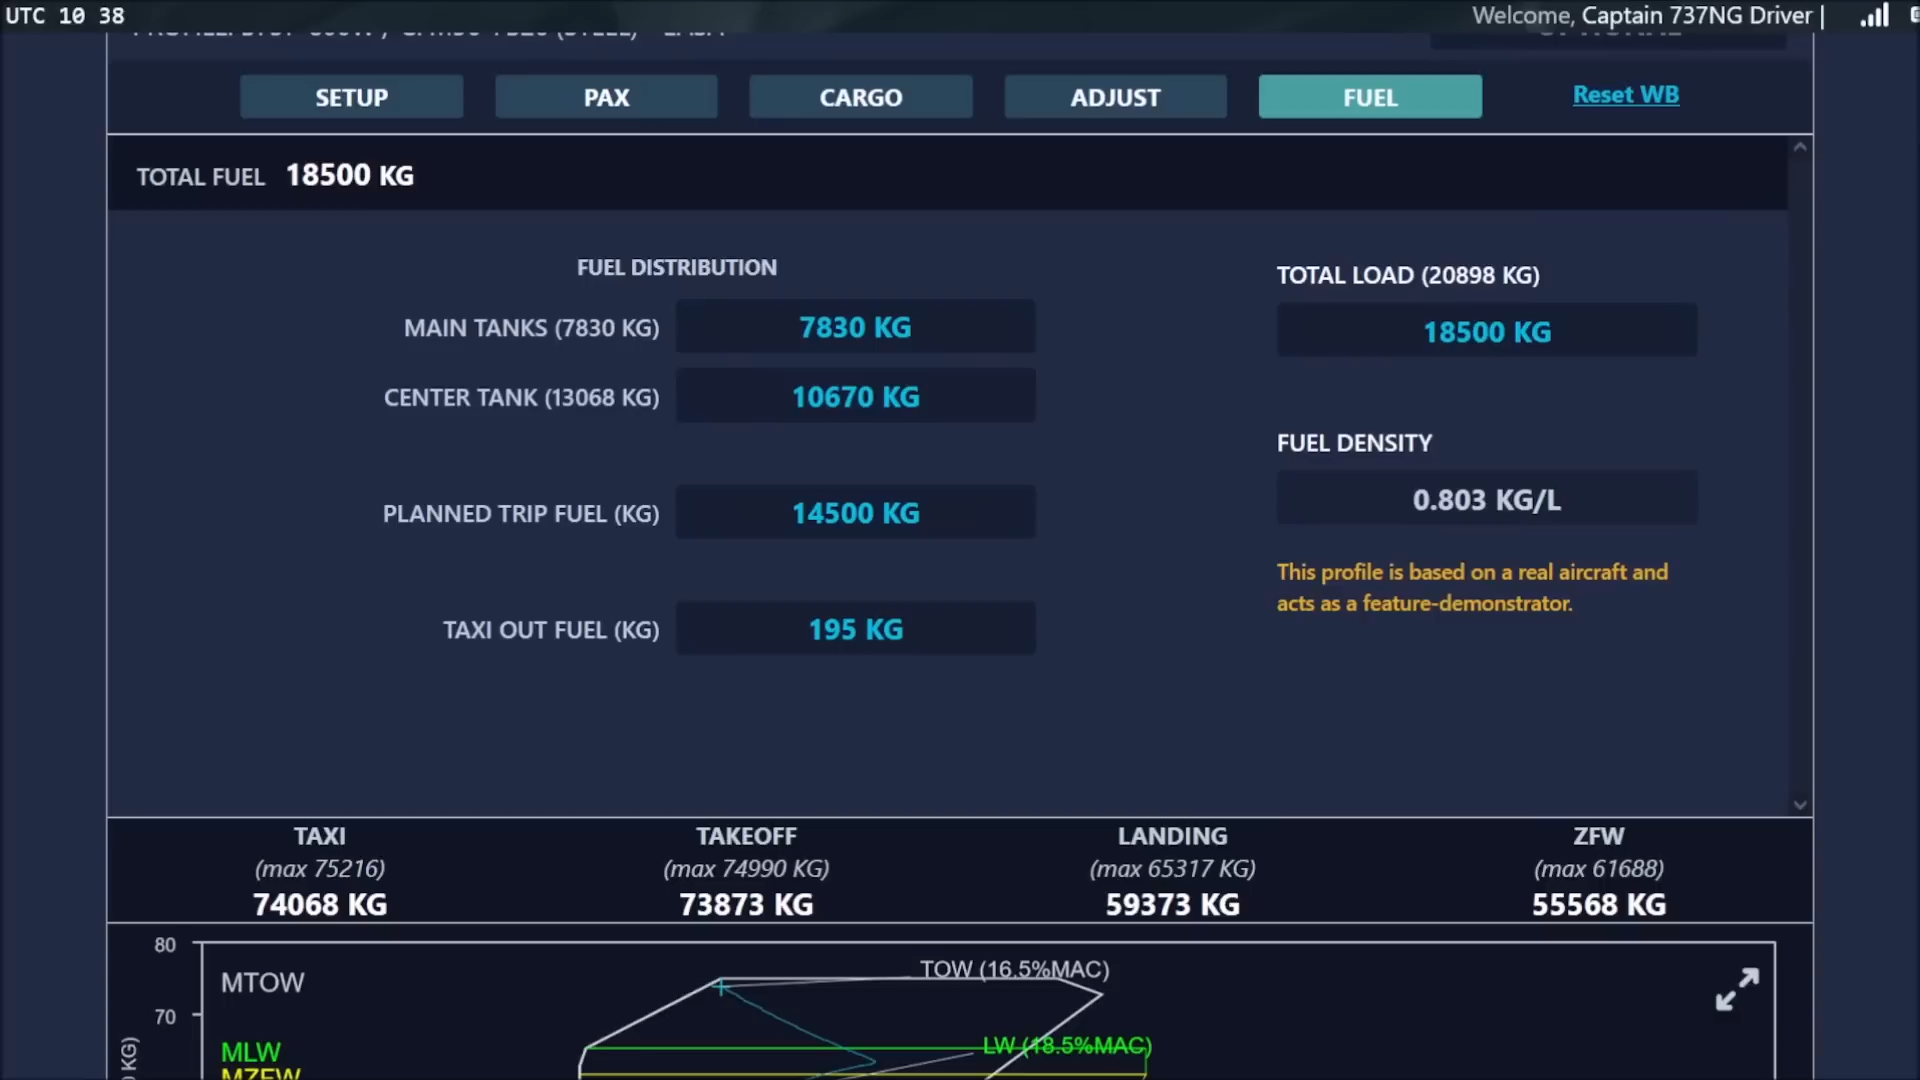 UTC 10 38
Welcome, Captain 737NG Driver
SETUP
PAX
CARGO
ADJUST
FUEL
Reset WB
TOTAL FUEL 18500 KG
FUEL DISTRIBUTION
MAIN TANKS (7830 KG) 7830 KG
CENTER TANK (13068 KG) 10670 KG
PLANNED TRIP FUEL (KG) 14500 KG
TAXI OUT FUEL (KG) 195 KG
TOTAL LOAD (20898 KG)
18500 KG
FUEL DENSITY
0.803 KG/L
This profile is based on a real aircraft and
acts as a feature-demonstrator.
TAXI
(max 75216)
74068 KG
TAKEOFF
(max 74990 KG)
73873 KG
LANDING
(max 65317 KG)
59373 KG
ZFW
(max 61688)
55568 KG
80
70
KG)
MTOW
MLW
MZFW
TOW (16.5%MAC)
LW (18.5%MAC)